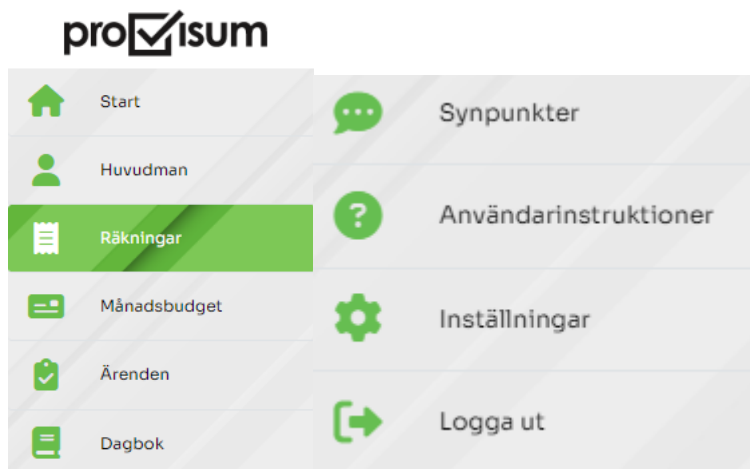 provisum
Start
Huvudman
Räkningar
Månadsbudget
Ärenden
Dagbok
Synpunkter
Användarinstruktioner
Inställningar
Logga ut